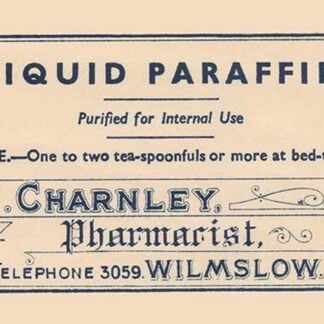 IQUID PARAFFI
Purified for Internal Use
E.—One to two tea-spoonfuls or more at bed-
CHARNLEY,
Pharmacist,
TELEPHONE 3059. WILMSLOW.